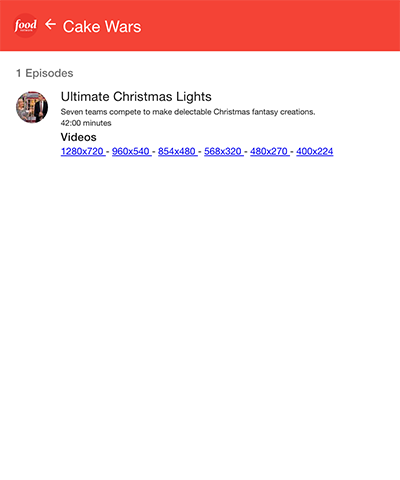 food
Cake Wars
1 Episodes
Ultimate Christmas Lights
Seven teams compete to make delectable Christmas fantasy creations.
42:00 minutes
Videos
1280x720 - 960x540 - 854x480 - 568x320 - 480x270 - 400x224